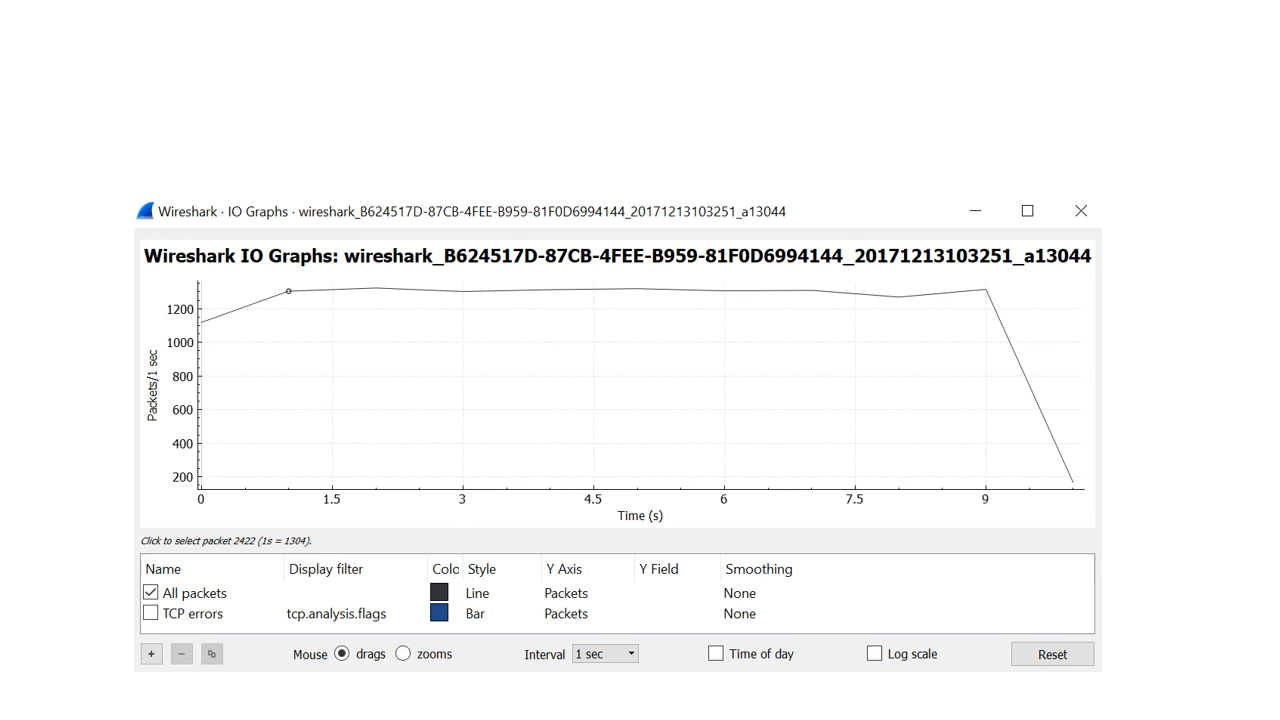 Wireshark · IO Graphs · wireshark_B624517D-87CB-4FEE-B959-81F0D6994144_20171213103251_a13044
Wireshark IO Graphs: wireshark_B624517D-87CB-4FEE-B959-81F0D6994144_20171213103251_a13044
Packets/1 sec
1200
1000
800
600
400
200
0 1.5 3 4.5 6 7.5 9
Time (s)
Click to select packet 2422 (1s = 1304).
Name Display filter Colo Style Y Axis Y Field Smoothing
All packets Line Packets None
TCP errors tcp.analysis.flags Bar Packets None
+ − Mouse drags zooms Interval 1 sec Time of day Log scale Reset